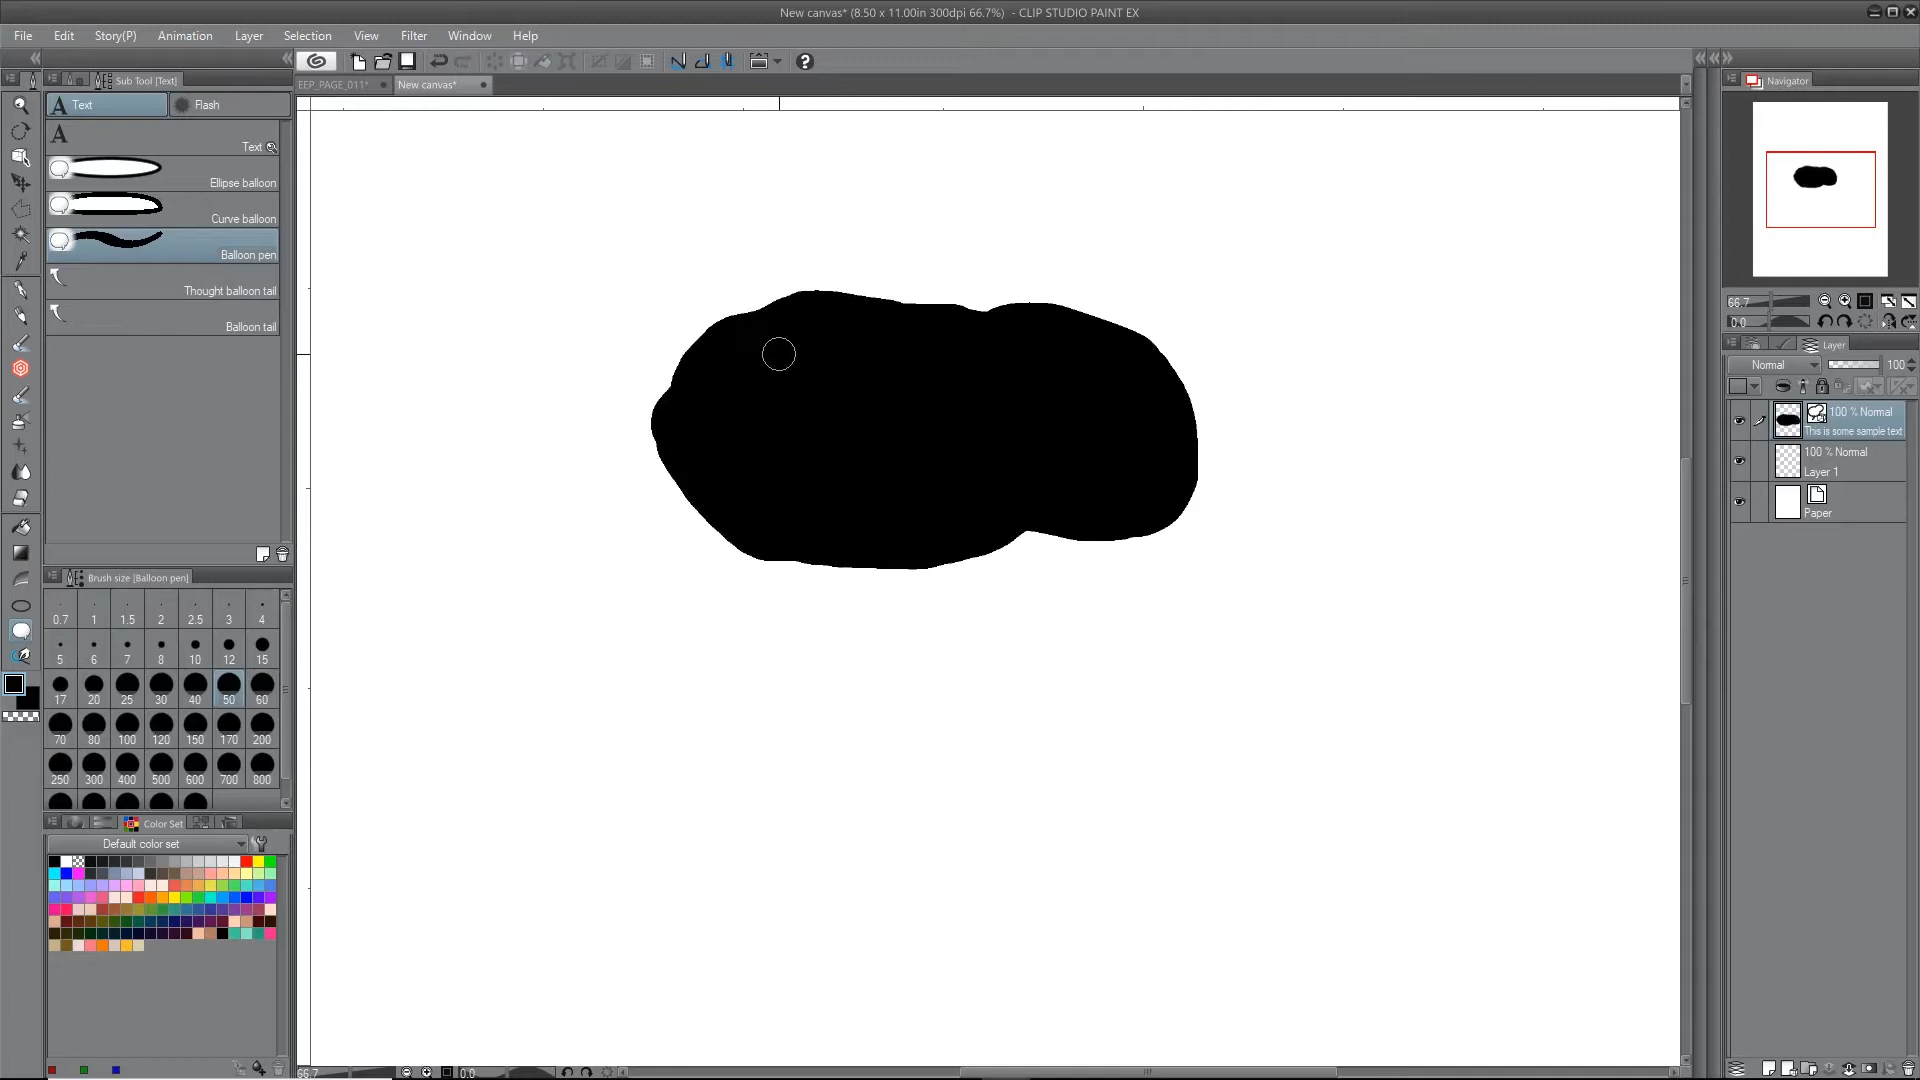 New canvas* (8.50 x 11.00in 300dpi 66.7%) - CLIP STUDIO PAINT EX
File Edit Story(P) Animation Layer Selection View Filter Window Help
Sub Tool [Text]
EEP_PAGE_011* New canvas*
Navigator
Text Flash
Text
Ellipse balloon
Curve balloon
Balloon pen
Thought balloon tail
Balloon tail
66.7
0.0
Layer
Normal 100
100 % Normal
This is some sample text
100 % Normal
Layer 1
Paper
Brush size [Balloon pen]
0.7 1 1.5 2 2.5 3 4
5 6 7 8 10 12 15
17 20 25 30 40 50 60
70 80 100 120 150 170 200
250 300 400 500 600 700 800
Color Set
Default color set
66.7 0.0